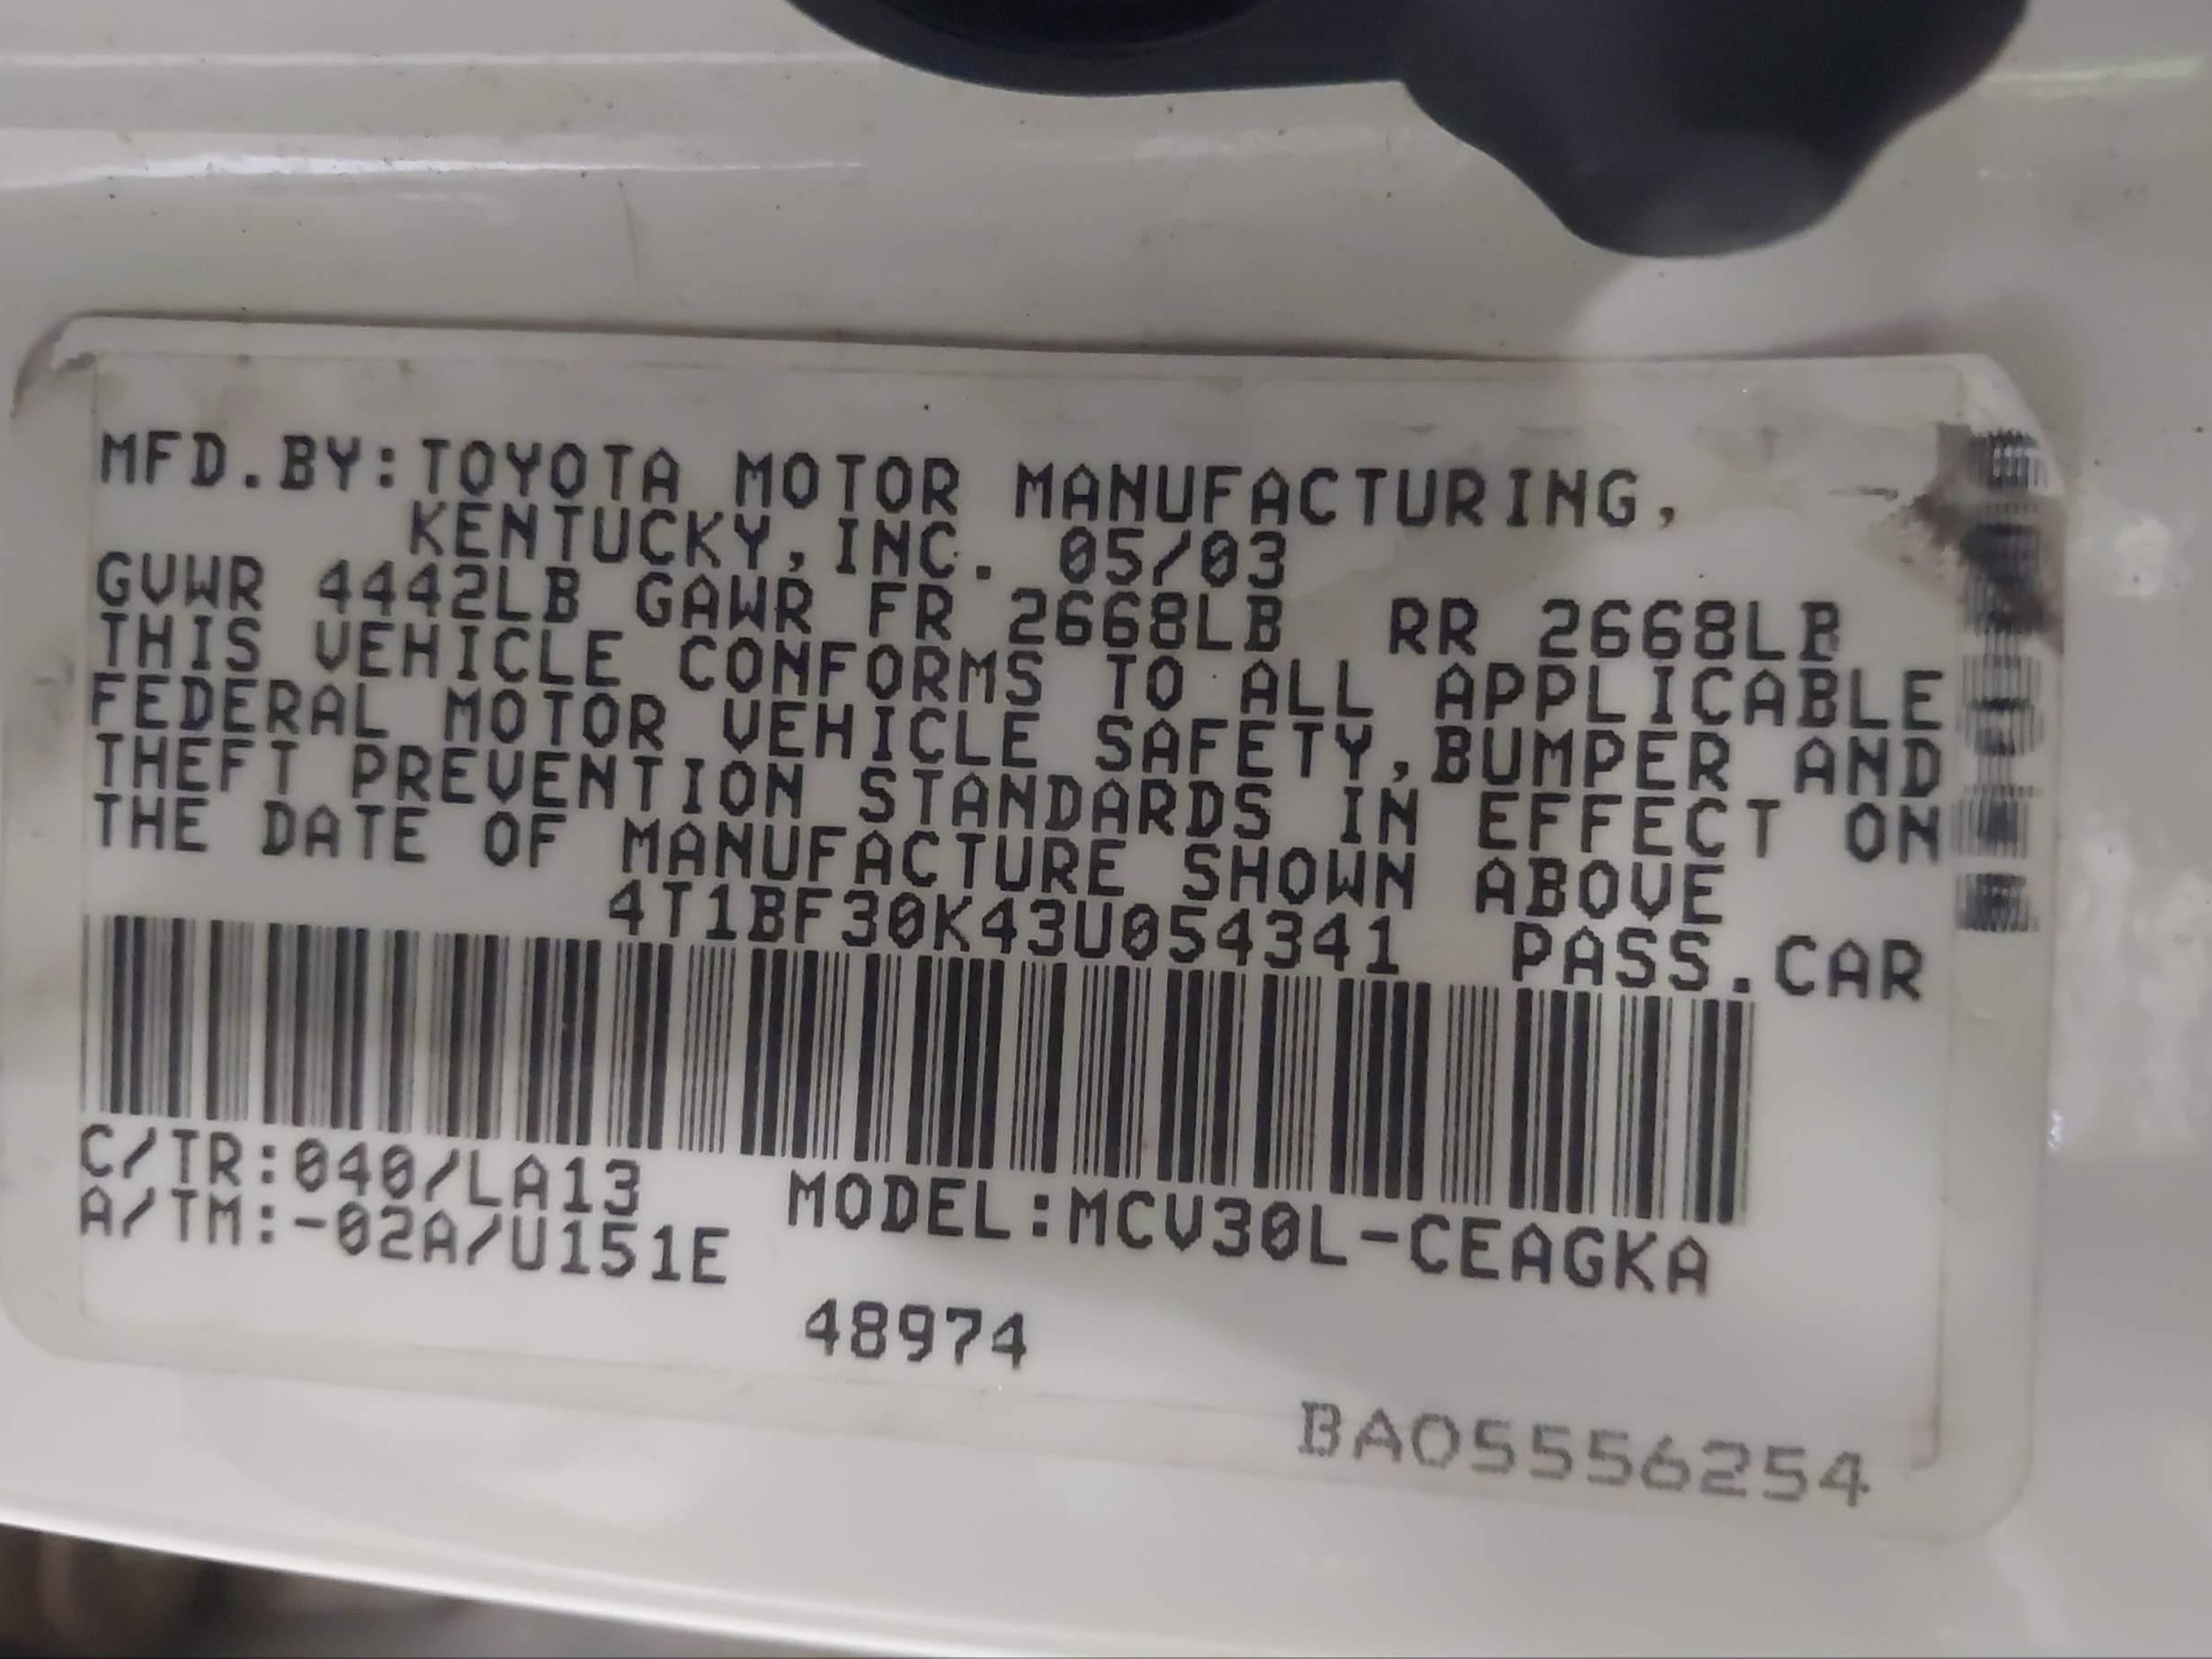 MFD.BY:TOYOTA MOTOR MANUFACTURING,
KENTUCKY,INC. 05/03
GVWR 4442LB GAWR FR 2668LB RR 2668LB
THIS VEHICLE CONFORMS TO ALL APPLICABLE
FEDERAL MOTOR VEHICLE SAFETY,BUMPER AND
THEFT PREVENTION STANDARDS IN EFFECT ON
THE DATE OF MANUFACTURE SHOWN ABOVE
4T1BF30K43U054341 PASS.CAR
C/TR:040/LA13
MODEL:MCV30L-CEAGKA
A/TM:-02A/U151E
48974
BA05556254